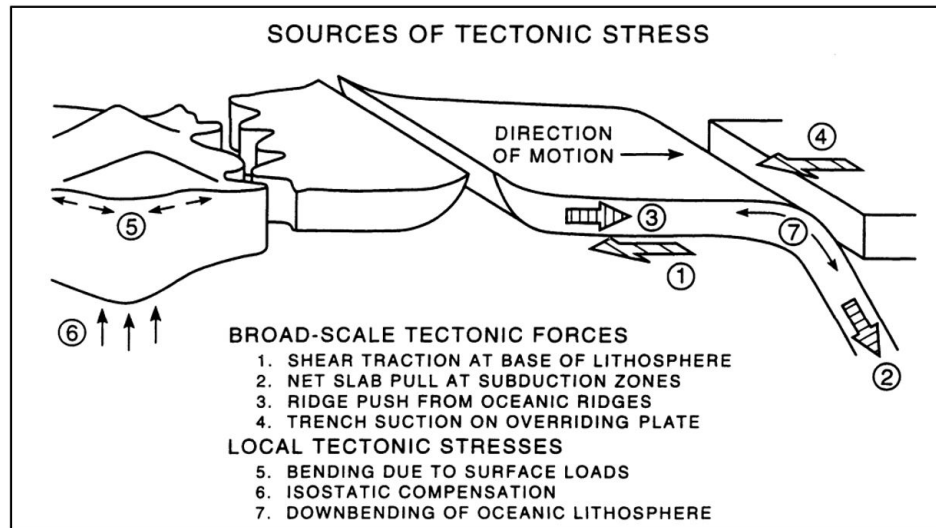 SOURCES OF TECTONIC STRESS
DIRECTION
OF MOTION
4
5
3
7
1
6
2
BROAD-SCALE TECTONIC FORCES
1. SHEAR TRACTION AT BASE OF LITHOSPHERE
2. NET SLAB PULL AT SUBDUCTION ZONES
3. RIDGE PUSH FROM OCEANIC RIDGES
4. TRENCH SUCTION ON OVERRIDING PLATE
LOCAL TECTONIC STRESSES
5. BENDING DUE TO SURFACE LOADS
6. ISOSTATIC COMPENSATION
7. DOWNBENDING OF OCEANIC LITHOSPHERE